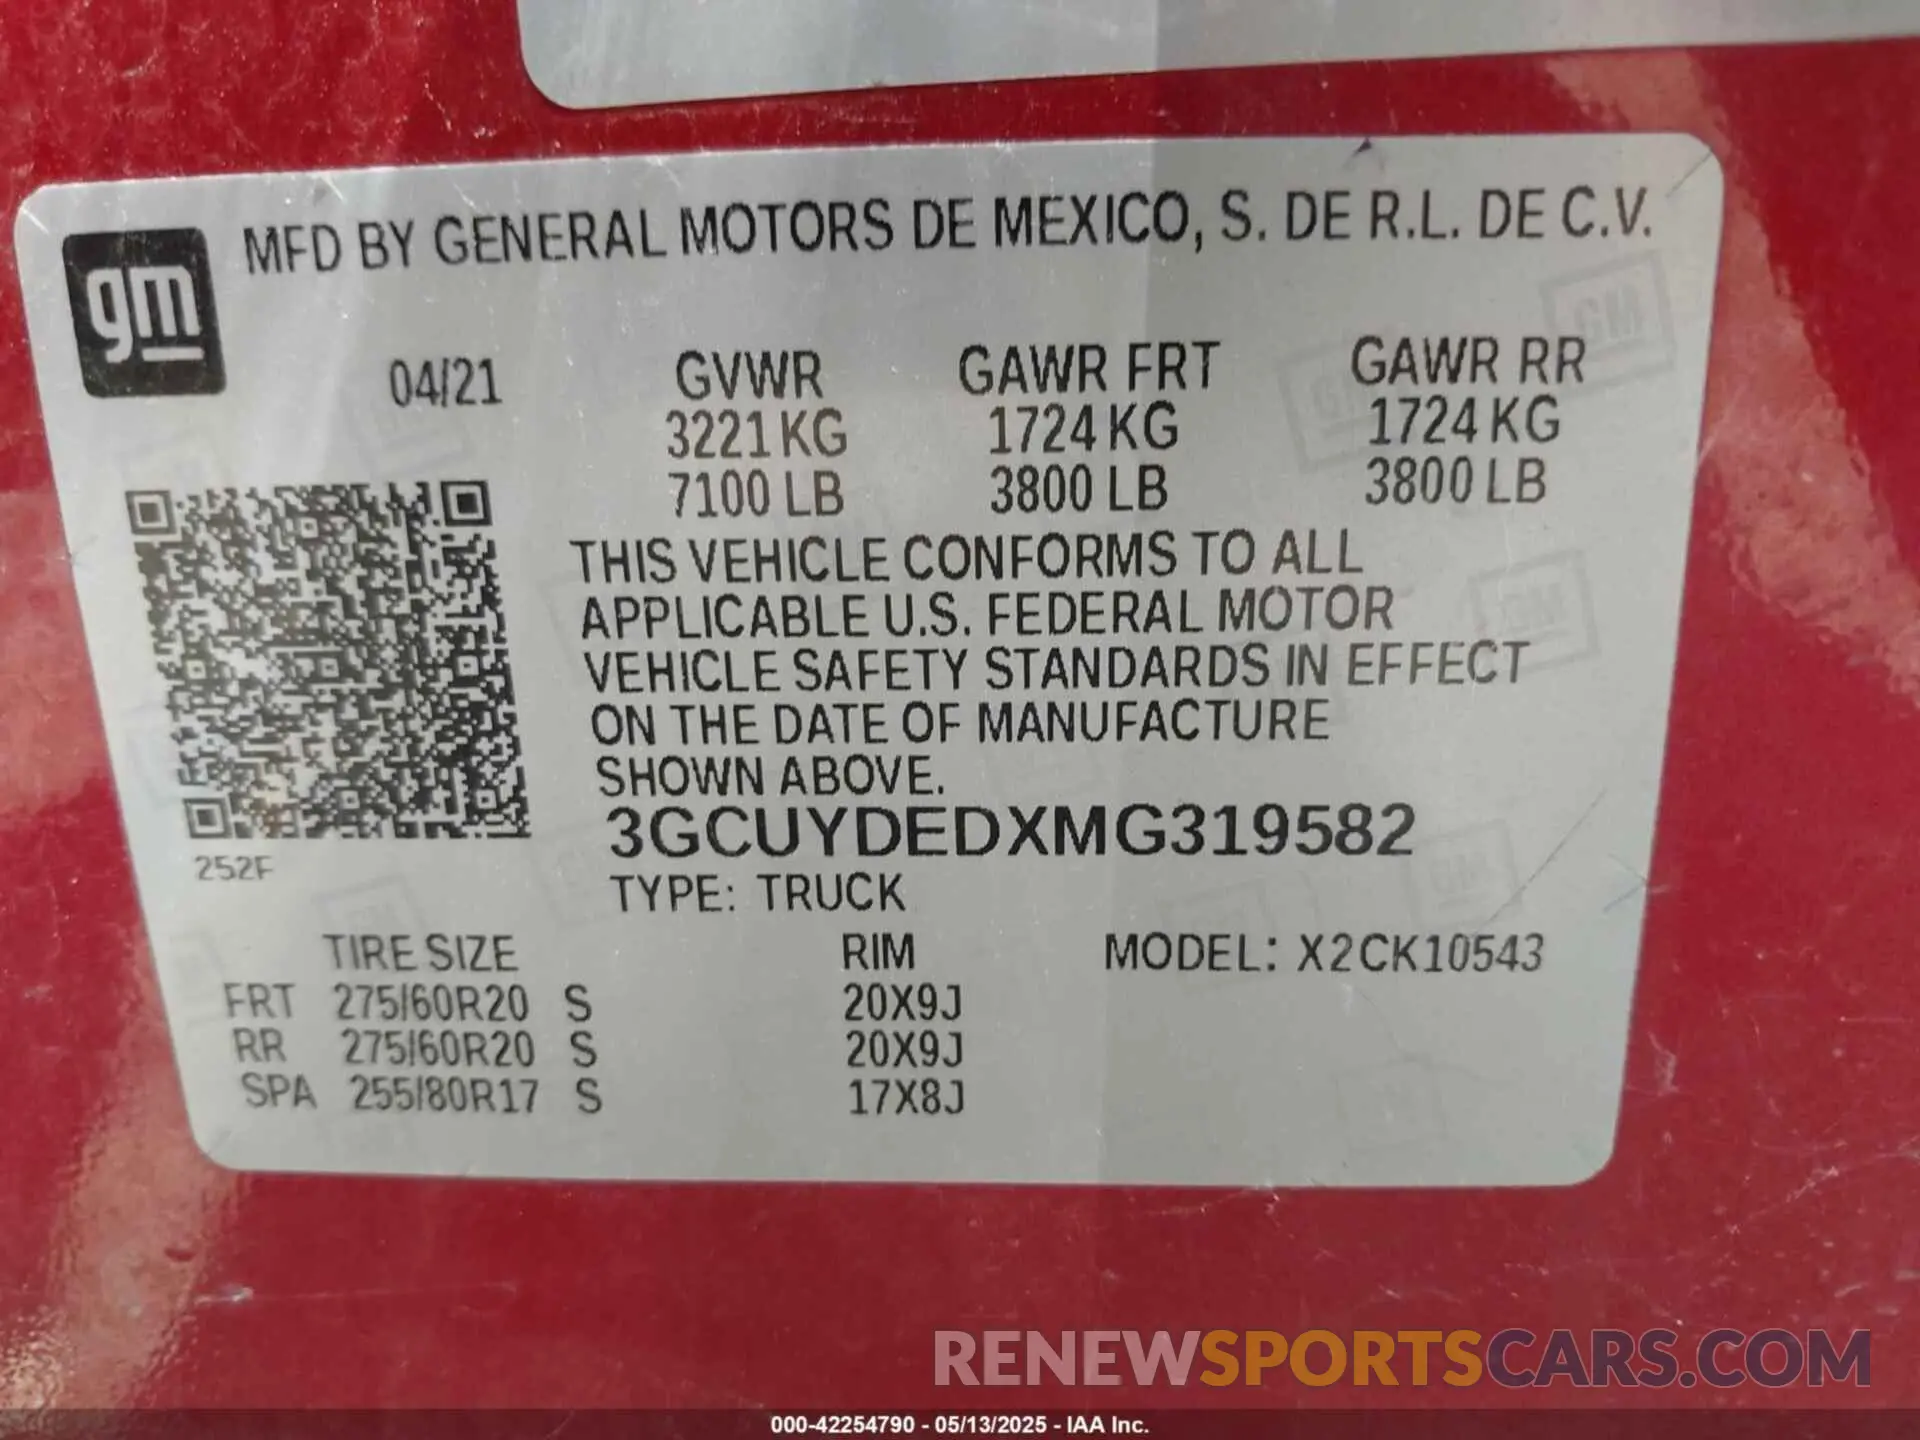 gm MFD BY GENERAL MOTORS DE MEXICO, S. DE R.L. DE C.V.
04/21 GVWR GAWR FRT GAWR RR
3221 KG 1724 KG 1724 KG
7100 LB 3800 LB 3800 LB
THIS VEHICLE CONFORMS TO ALL
APPLICABLE U.S. FEDERAL MOTOR
VEHICLE SAFETY STANDARDS IN EFFECT
ON THE DATE OF MANUFACTURE
SHOWN ABOVE.
3GCUYDEDXMG319582
252F
TYPE: TRUCK
TIRE SIZE RIM MODEL: X2CK10543
FRT 275/60R20 S 20X9J
RR 275/60R20 S 20X9J
SPA 255/80R17 S 17X8J
RENEWSPORTSCARS.COM
000-42254790 - 05/13/2025 - IAA Inc.